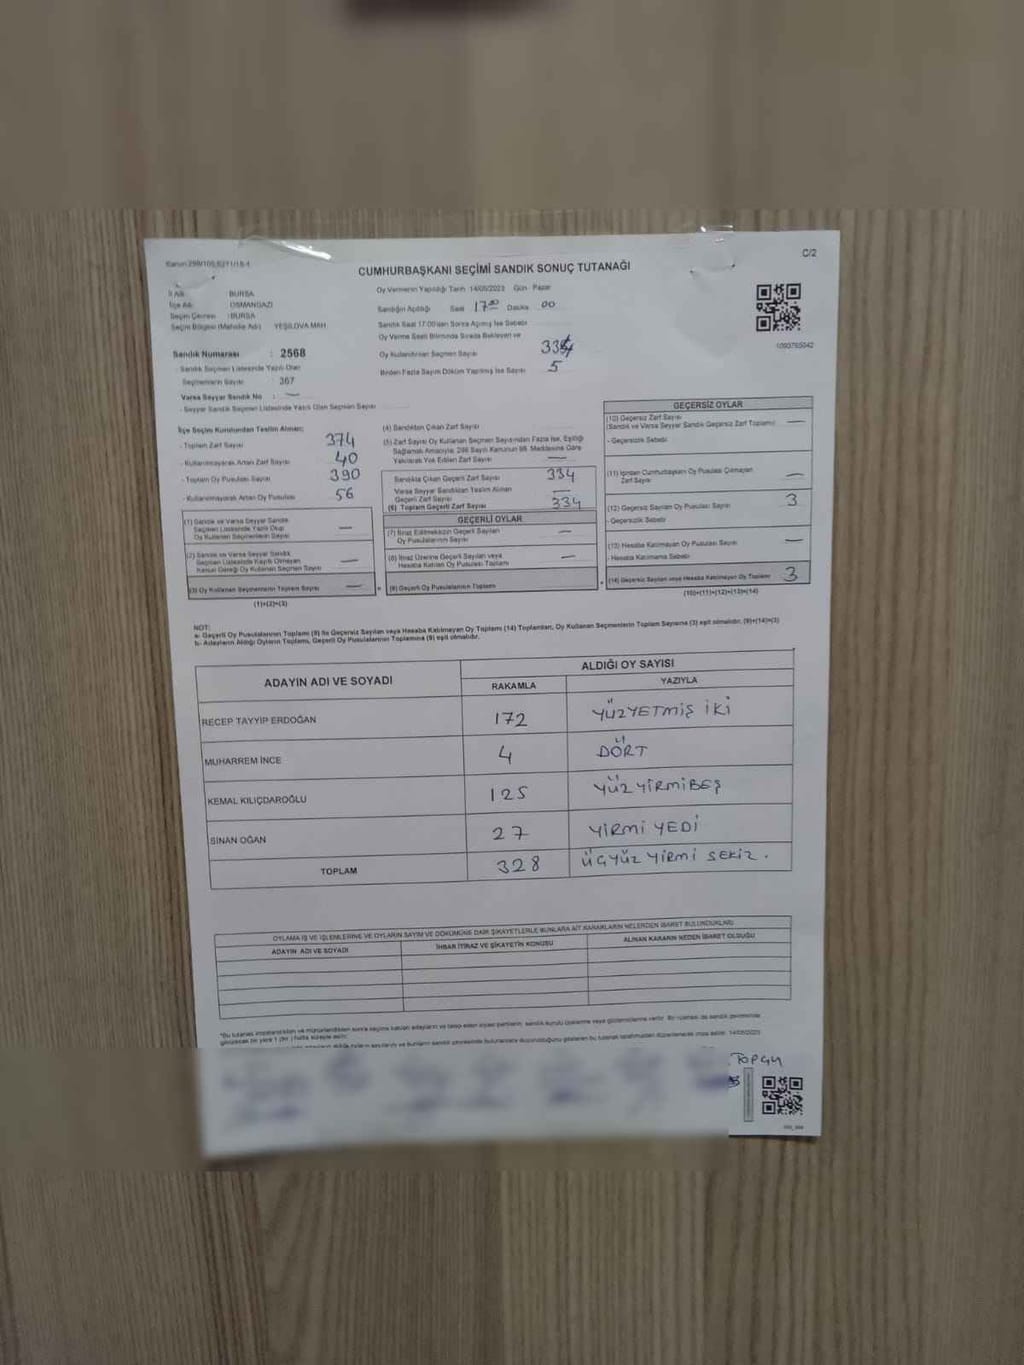 Kanun:298/105,6271/18-1
C/2
CUMHURBAŞKANI SEÇİMİ SANDIK SONUÇ TUTANAĞI
İl Adı : BURSA
İlçe Adı : OSMANGAZİ
Seçim Çevresi : BURSA
Seçim Bölgesi (Mahalle Adı) YEŞİLOVA MAH.
Sandık Numarası : 2568
- Sandık Seçmen Listesinde Yazılı Olan
Seçmenlerin Sayısı : 367
Varsa Seyyar Sandık No : —
- Seyyar Sandık Seçmen Listesinde Yazılı Olan Seçmen Sayısı
Oy Vermenin Yapıldığı Tarih 14/05/2023 Gün Pazar
Sandığın Açıldığı Saat 17:00 Dakika 00
Sandık Saat 17:00'dan Sonra Açılmış İse Sebebi
Oy Verme Saati Bitiminde Sırada Bekleyen ve
Oy Kullandırılan Seçmen Sayısı 334
Birden Fazla Sayım Döküm Yapılmış İse Sayısı 5
1093765042
İlçe Seçim Kurulundan Teslim Alınan;
- Toplam Zarf Sayısı 374
- Kullanılmayarak Artan Zarf Sayısı 40
- Toplam Oy Pusulası Sayısı 390
- Kullanılmayarak Artan Oy Pusulası 56
(1) Sandık ve Varsa Seyyar Sandık
Seçmen Listesinde Yazılı Olup
Oy Kullanan Seçmenlerin Sayısı —
(2) Sandık ve Varsa Seyyar Sandık
Seçmen Listesinde Kayıtlı Olmayan
Kanun Gereği Oy Kullanan Seçmen Sayısı —
(3) Oy Kullanan Seçmenlerin Toplam Sayısı —
(1)+(2)=(3)
(4) Sandıktan Çıkan Zarf Sayısı
(5) Zarf Sayısı Oy Kullanan Seçmen Sayısından Fazla ise, Eşitliği
Sağlamak Amacıyla, 298 Sayılı Kanunun 98. Maddesine Göre
Yakılarak Yok Edilen Zarf Sayısı —
Sandıkta Çıkan Geçerli Zarf Sayısı 334
Varsa Seyyar Sandıktan Teslim Alınan
Geçerli Zarf Sayısı —
(6) Toplam Geçerli Zarf Sayısı 334
GEÇERLİ OYLAR
(7) İtiraz Edilmeksizin Geçerli Sayılan
Oy Pusulalarının Sayısı —
(8) İtiraz Üzerine Geçerli Sayılan veya
Hesaba Katılan Oy Pusulaları Toplamı —
(9) Geçerli Oy Pusulalarının Toplamı
GEÇERSİZ OYLAR
(10) Geçersiz Zarf Sayısı
(Sandık ve Varsa Seyyar Sandık Geçersiz Zarf Toplamı) —
- Geçersizlik Sebebi
(11) İçinden Cumhurbaşkanı Oy Pusulası Çıkmayan
Zarf Sayısı —
(12) Geçersiz Sayılan Oy Pusulası Sayısı 3
- Geçersizlik Sebebi
(13) Hesaba Katılmayan Oy Pusulası Sayısı —
- Hesaba Katılmama Sebebi
(14) Geçersiz Sayılan veya Hesaba Katılmayan Oy Toplamı 3
(10)+(11)+(12)+(13)=(14)
NOT:
a- Geçerli Oy Pusulalarının Toplamı (9) ile Geçersiz Sayılan veya Hesaba Katılmayan Oy Toplamı (14) Toplamları, Oy Kullanan Seçmenlerin Toplam Sayısına (3) eşit olmalıdır. (9)+(14)=(3)
b- Adayların Aldığı Oyların Toplamı, Geçerli Oy Pusulalarının Toplamına (9) eşit olmalıdır.
ADAYIN ADI VE SOYADI
ALDIĞI OY SAYISI
RAKAMLA YAZIYLA
RECEP TAYYİP ERDOĞAN 172 YÜZYETMİŞ İKİ
MUHARREM İNCE 4 DÖRT
KEMAL KILIÇDAROĞLU 125 YÜZ YİRMİBEŞ
SİNAN OĞAN 27 YİRMİ YEDİ
TOPLAM 328 ÜÇYÜZ YİRMİ SEKİZ.
OYLAMA İŞ VE İŞLEMLERİNE VE OYLARIN SAYIM VE DÖKÜMÜNE DAİR ŞİKAYETLERLE BUNLARA AİT KARARLARIN NELERDEN İBARET BULUNDUKLARI
ADAYIN ADI VE SOYADI İHBAR İTİRAZ VE ŞİKAYETİN KONUSU ALINAN KARARIN NEDEN İBARET OLDUĞU